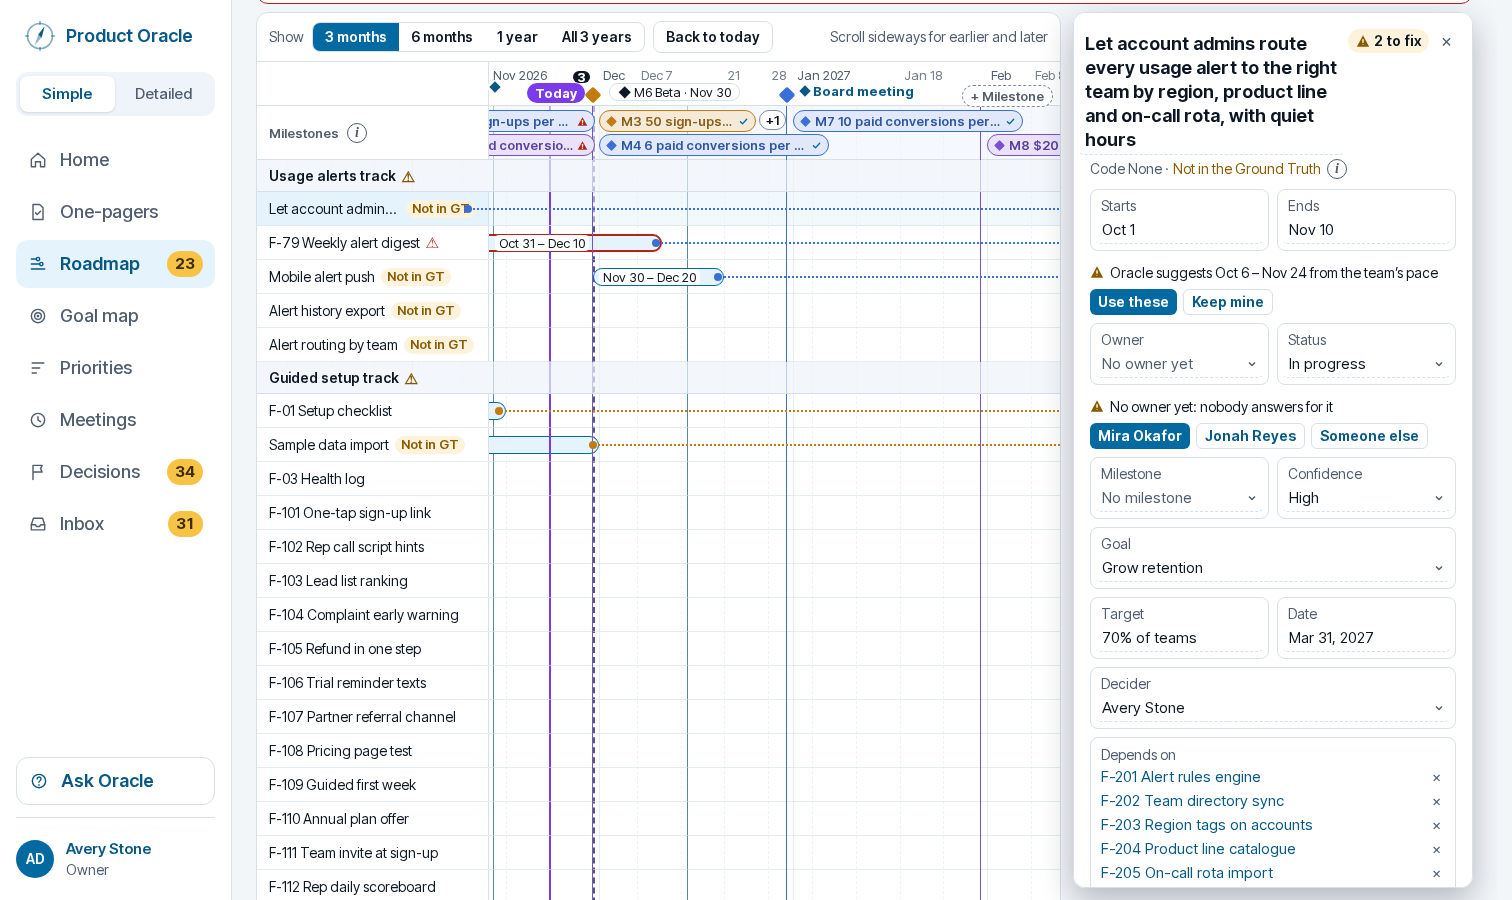 Product Oracle
Simple
Detailed
Home
One-pagers
Roadmap
23
Goal map
Priorities
Meetings
Decisions
34
Inbox
31
Ask Oracle
AD
Avery Stone
Owner
Show
3 months
6 months
1 year
All 3 years
Back to today
Scroll sideways for earlier and later
Nov 2026
3
Dec
Dec 7
21
28
Jan 2027
Jan 18
Feb
Feb
Today
M6 Beta · Nov 30
Board meeting
+ Milestone
Milestones
i
gn-ups per ...
M3 50 sign-ups...
+1
M7 10 paid conversions per...
d conversio...
M4 6 paid conversions per ...
M8 $20
Usage alerts track
Let account admin...
Not in GT
F-79 Weekly alert digest
Oct 31 – Dec 10
Mobile alert push
Not in GT
Nov 30 – Dec 20
Alert history export
Not in GT
Alert routing by team
Not in GT
Guided setup track
F-01 Setup checklist
Sample data import
Not in GT
F-03 Health log
F-101 One-tap sign-up link
F-102 Rep call script hints
F-103 Lead list ranking
F-104 Complaint early warning
F-105 Refund in one step
F-106 Trial reminder texts
F-107 Partner referral channel
F-108 Pricing page test
F-109 Guided first week
F-110 Annual plan offer
F-111 Team invite at sign-up
F-112 Rep daily scoreboard
Let account admins route
every usage alert to the right
team by region, product line
and on-call rota, with quiet
hours
2 to fix
×
Code None · Not in the Ground Truth
i
Starts
Oct 1
Ends
Nov 10
Oracle suggests Oct 6 – Nov 24 from the team's pace
Use these
Keep mine
Owner
No owner yet
Status
In progress
No owner yet: nobody answers for it
Mira Okafor
Jonah Reyes
Someone else
Milestone
No milestone
Confidence
High
Goal
Grow retention
Target
70% of teams
Date
Mar 31, 2027
Decider
Avery Stone
Depends on
F-201 Alert rules engine ×
F-202 Team directory sync ×
F-203 Region tags on accounts ×
F-204 Product line catalogue ×
F-205 On-call rota import ×